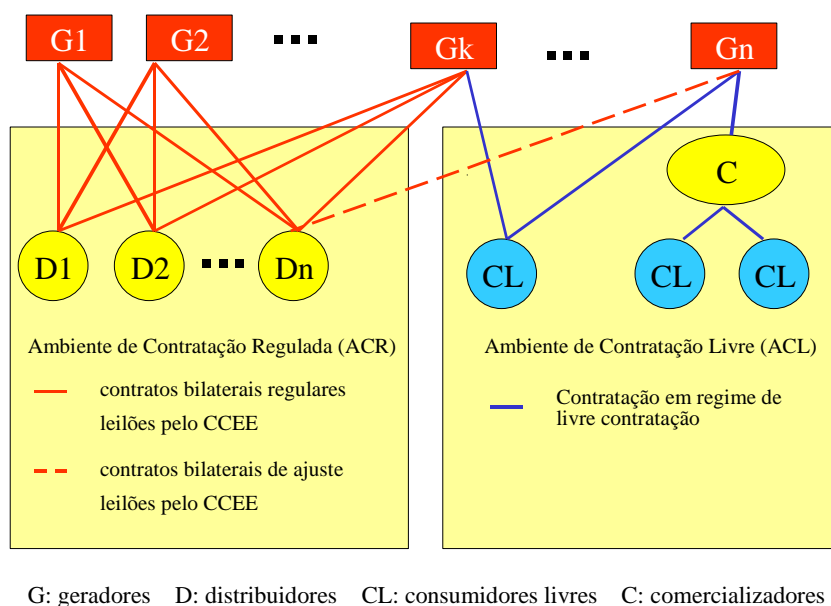 G1 G2 Gk Gn
C
D1 D2 Dn CL CL CL
Ambiente de Contratação Regulada (ACR)
contratos bilaterais regulares
leilões pelo CCEE
contratos bilaterais de ajuste
leilões pelo CCEE
Ambiente de Contratação Livre (ACL)
Contratação em regime de
livre contratação
G: geradores D: distribuidores CL: consumidores livres C: comercializadores